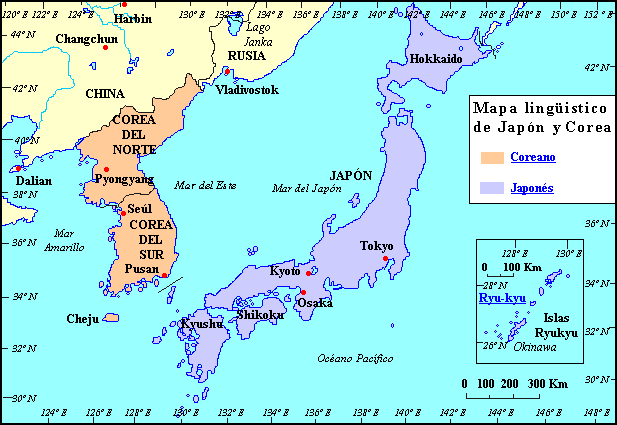 120° E 122° E 124° E 126° E 128° E 130° E 132° E 134° E 136° E 138° E 140° E 142° E 144° E 146° E 148° E 150° E 152° E
Harbin
Lago
Janka
Changchun
44° N
RUSIA
Hokkaido
42° N
Vladivostok
CHINA
42° N
Mapa lingüistico
de Japón y Corea
COREA
DEL
NORTE
40° N
Coreano
Dalian
Pyongyang
JAPÓN
Mar del Este
Mar del Japón
Japonés
38° N
Seúl
COREA
DEL
SUR
Mar
Amarillo
36° N
Tokyo
36° N
128° E 130° E
Pusan
Kyoto
0 100 Km
28° N
34° N
Osaka
Ryu-kyu
34° N
Cheju
Kyushu
Shikoka
Islas
Ryukyu
26° N
Okinawa
32° N
32° N
Océano Pacífico
30° N
0 100 200 300 Km
30° N
124° E 126° E 128° E 130° E 132° E 134° E 136° E 138° E 140° E 142° E 144° E 146° E 148° E